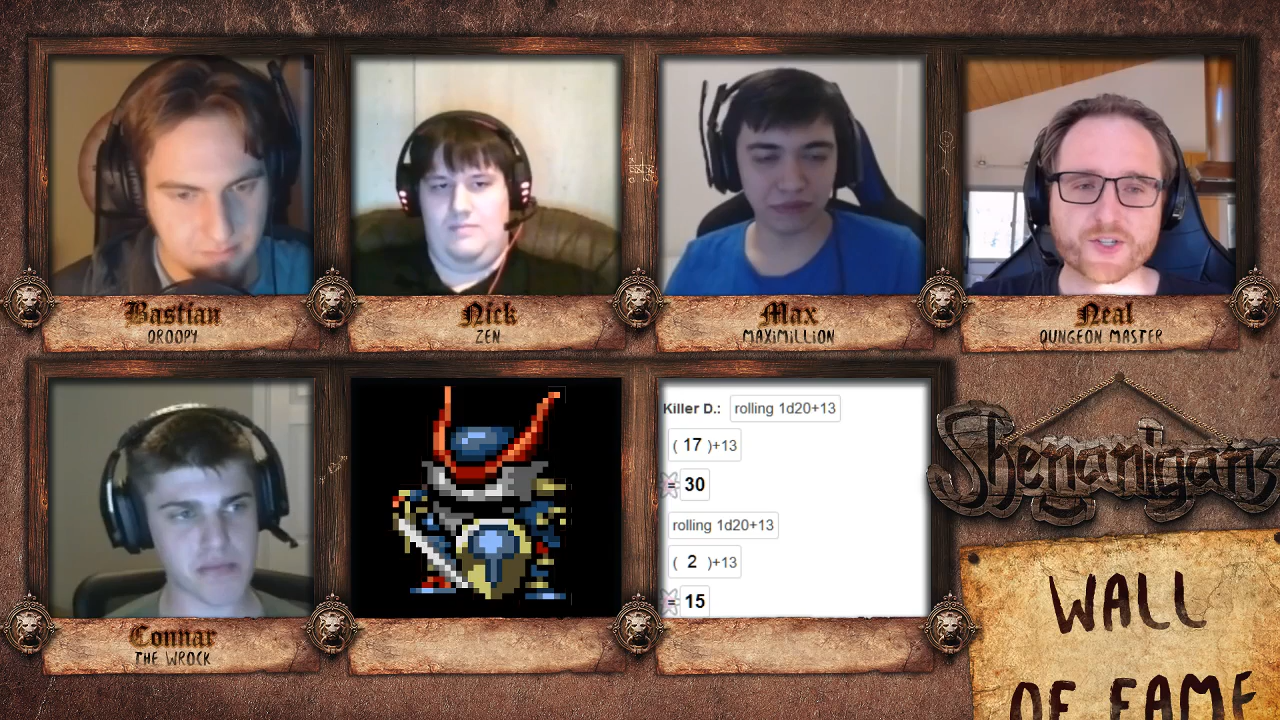 Bastian
DROOPY
Nick
ZEN
Max
MAXIMILLION
Neal
DUNGEON MASTER
Connar
THE WROCK
Killer D.: rolling 1d20+13
( 17 )+13
= 30
rolling 1d20+13
( 2 )+13
= 15
Shenanigans
WALL
OF FAME